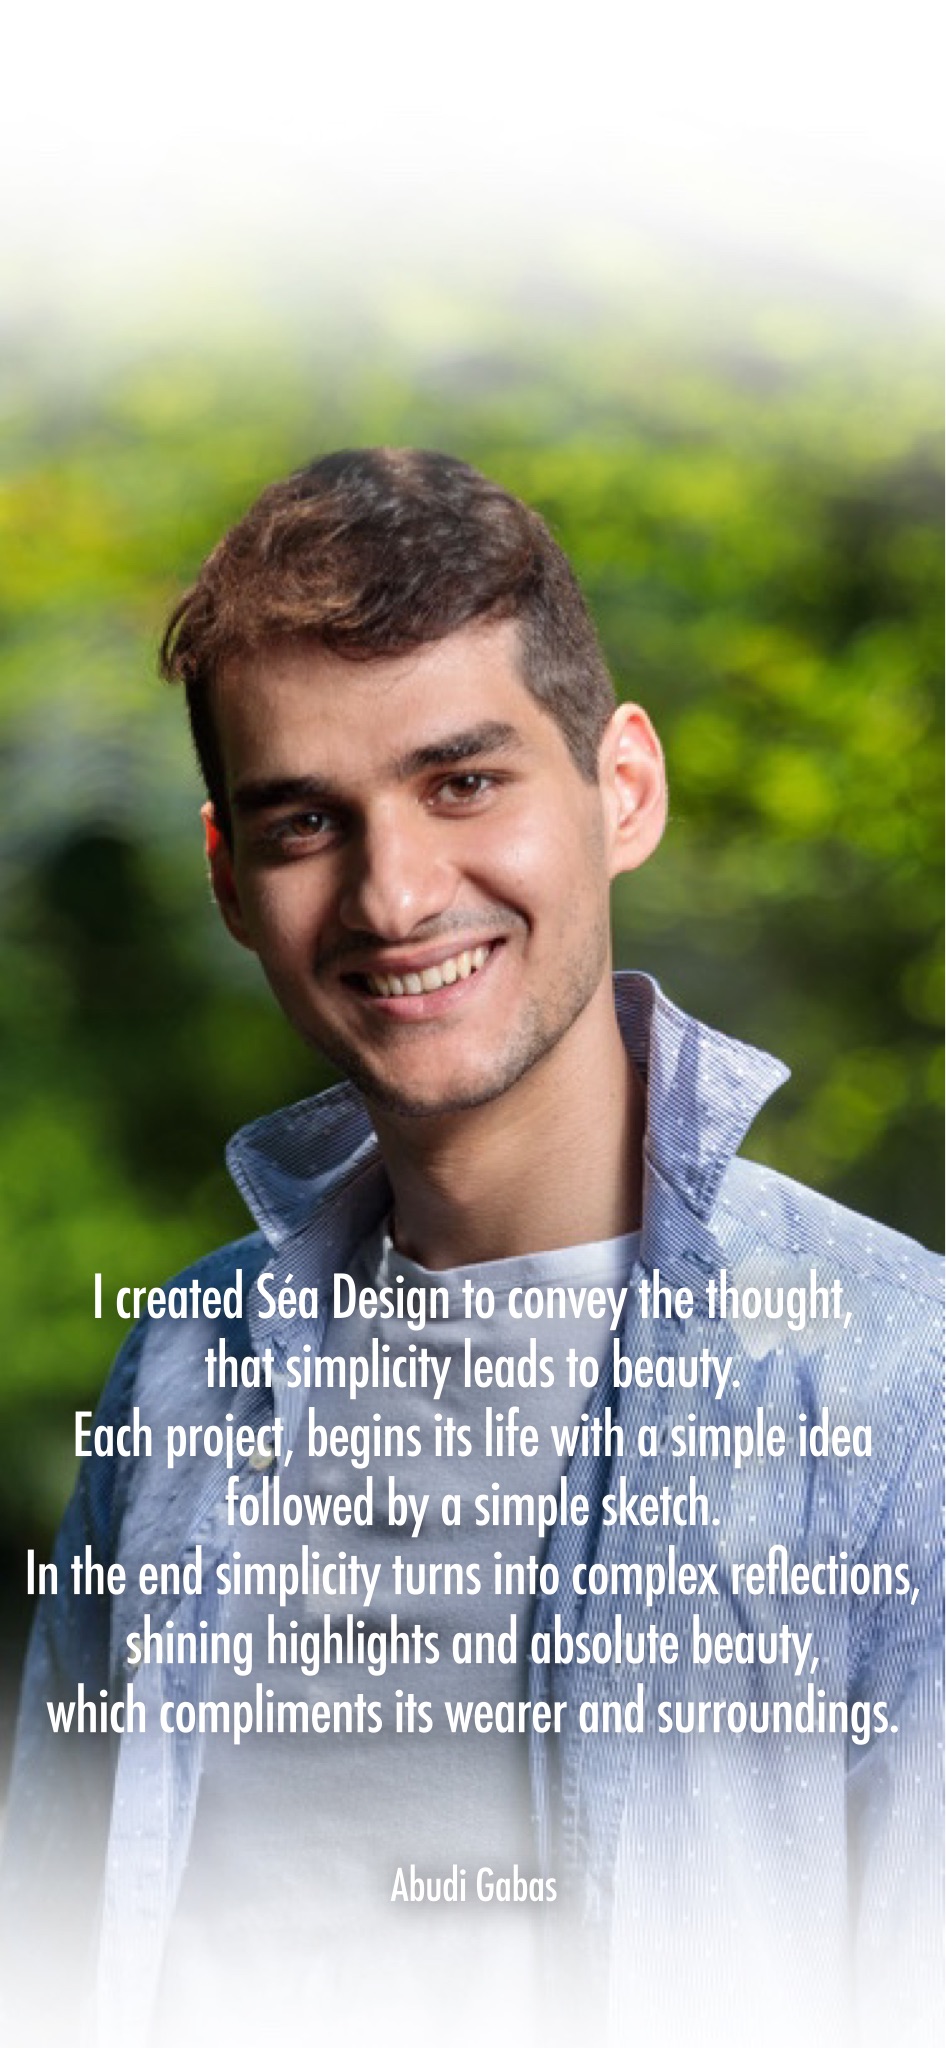 I created Séa Design to convey the thought,
that simplicity leads to beauty.
Each project, begins its life with a simple idea
followed by a simple sketch.
In the end simplicity turns into complex reflections,
shining highlights and absolute beauty,
which compliments its wearer and surroundings.
Abudi Gabas